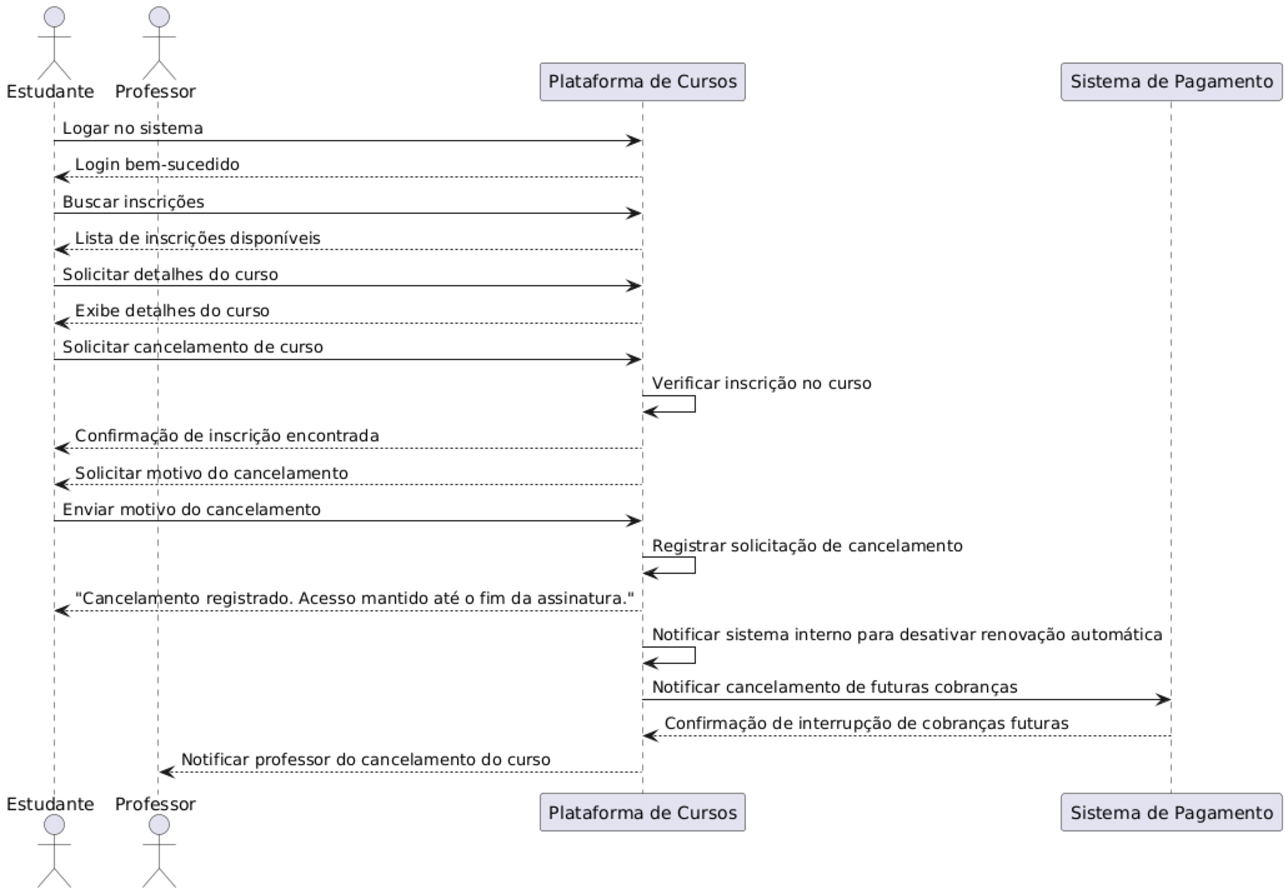 Estudante
Professor
Plataforma de Cursos
Sistema de Pagamento
Logar no sistema
Login bem-sucedido
Buscar inscrições
Lista de inscrições disponíveis
Solicitar detalhes do curso
Exibe detalhes do curso
Solicitar cancelamento de curso
Verificar inscrição no curso
Confirmação de inscrição encontrada
Solicitar motivo do cancelamento
Enviar motivo do cancelamento
Registrar solicitação de cancelamento
"Cancelamento registrado. Acesso mantido até o fim da assinatura."
Notificar sistema interno para desativar renovação automática
Notificar cancelamento de futuras cobranças
Confirmação de interrupção de cobranças futuras
Notificar professor do cancelamento do curso
Estudante
Professor
Plataforma de Cursos
Sistema de Pagamento